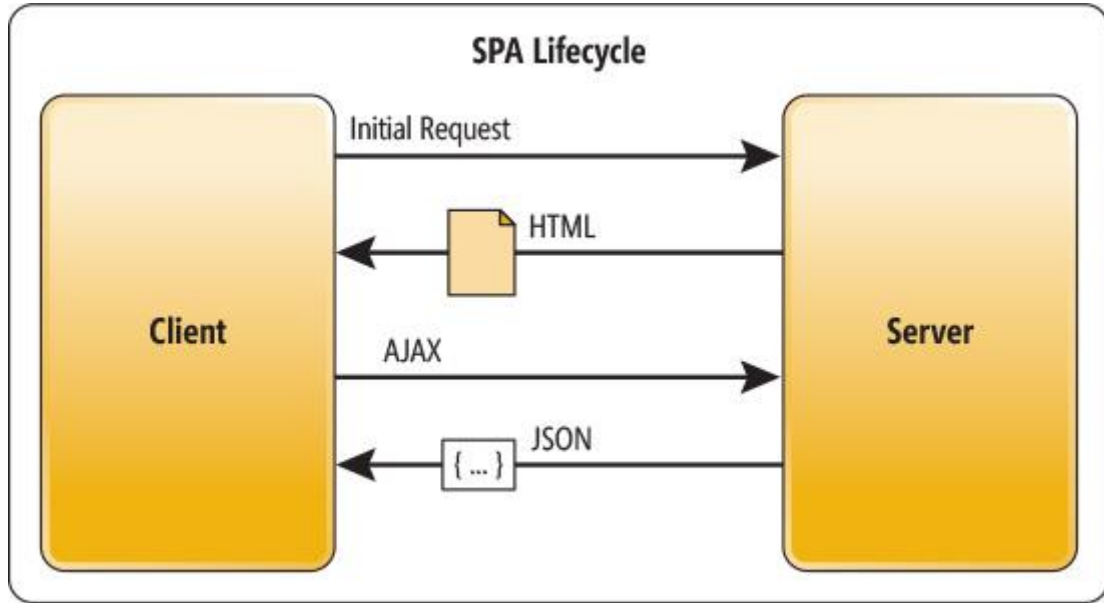 SPA Lifecycle
Initial Request
HTML
Client
Server
AJAX
JSON
{ ... }